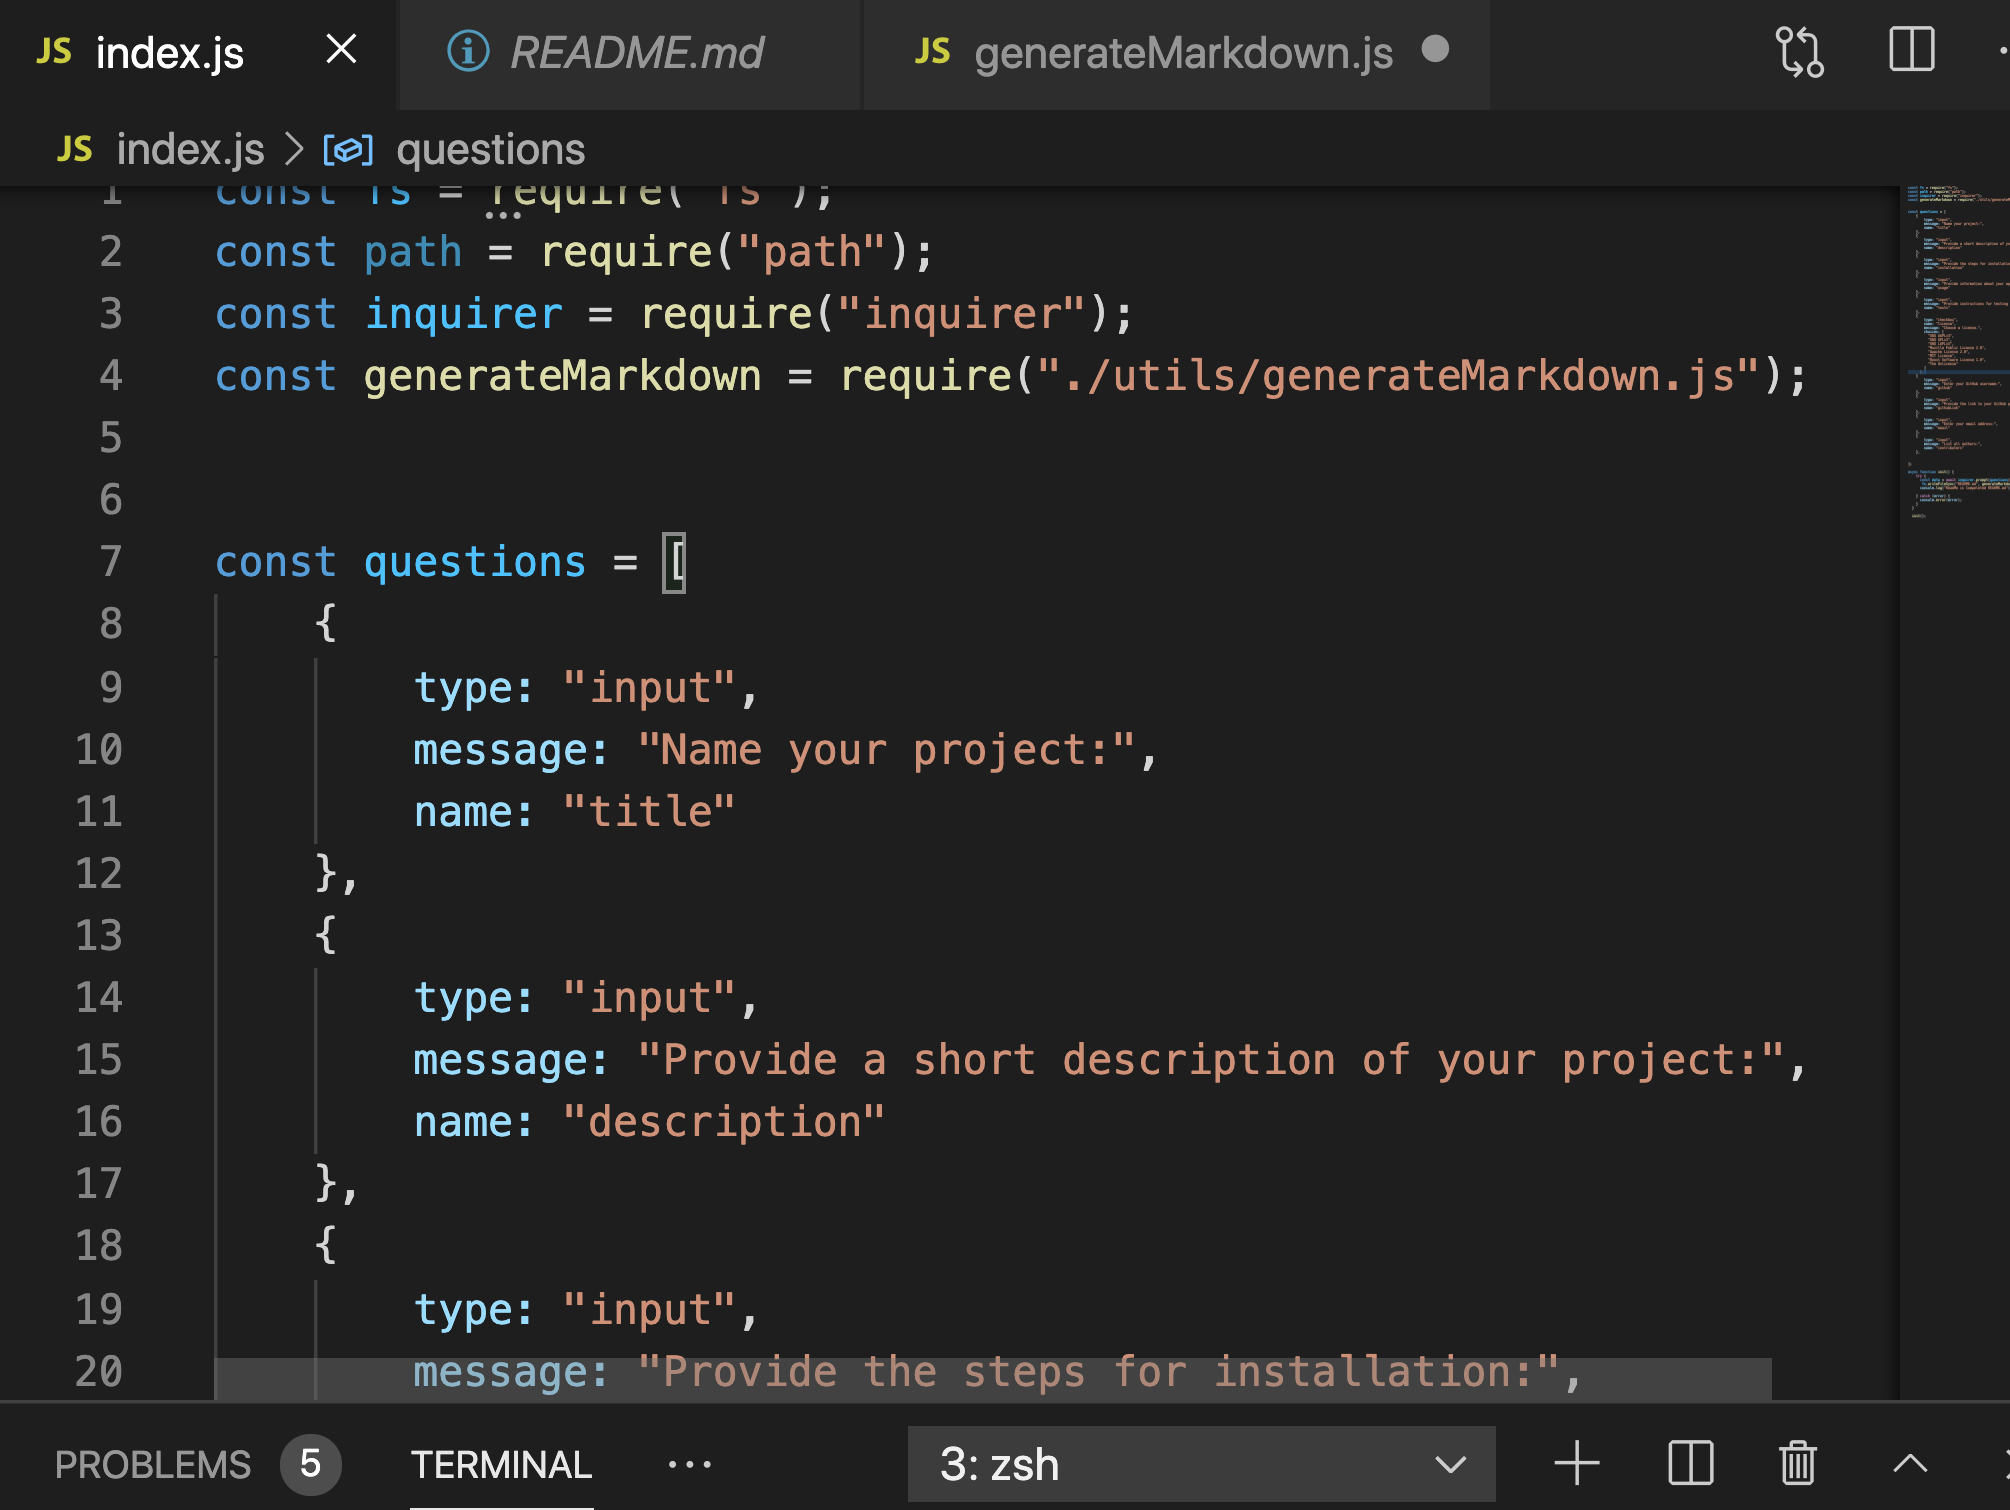 JS index.js README.md JS generateMarkdown.js
JS index.js > questions
1 const fs = require("fs");
2 const path = require("path");
3 const inquirer = require("inquirer");
4 const generateMarkdown = require("./utils/generateMarkdown.js");
5
6
7 const questions = [
8 {
9 type: "input",
10 message: "Name your project:",
11 name: "title"
12 },
13 {
14 type: "input",
15 message: "Provide a short description of your project:",
16 name: "description"
17 },
18 {
19 type: "input",
20 message: "Provide the steps for installation:",
PROBLEMS 5 TERMINAL ... 3: zsh